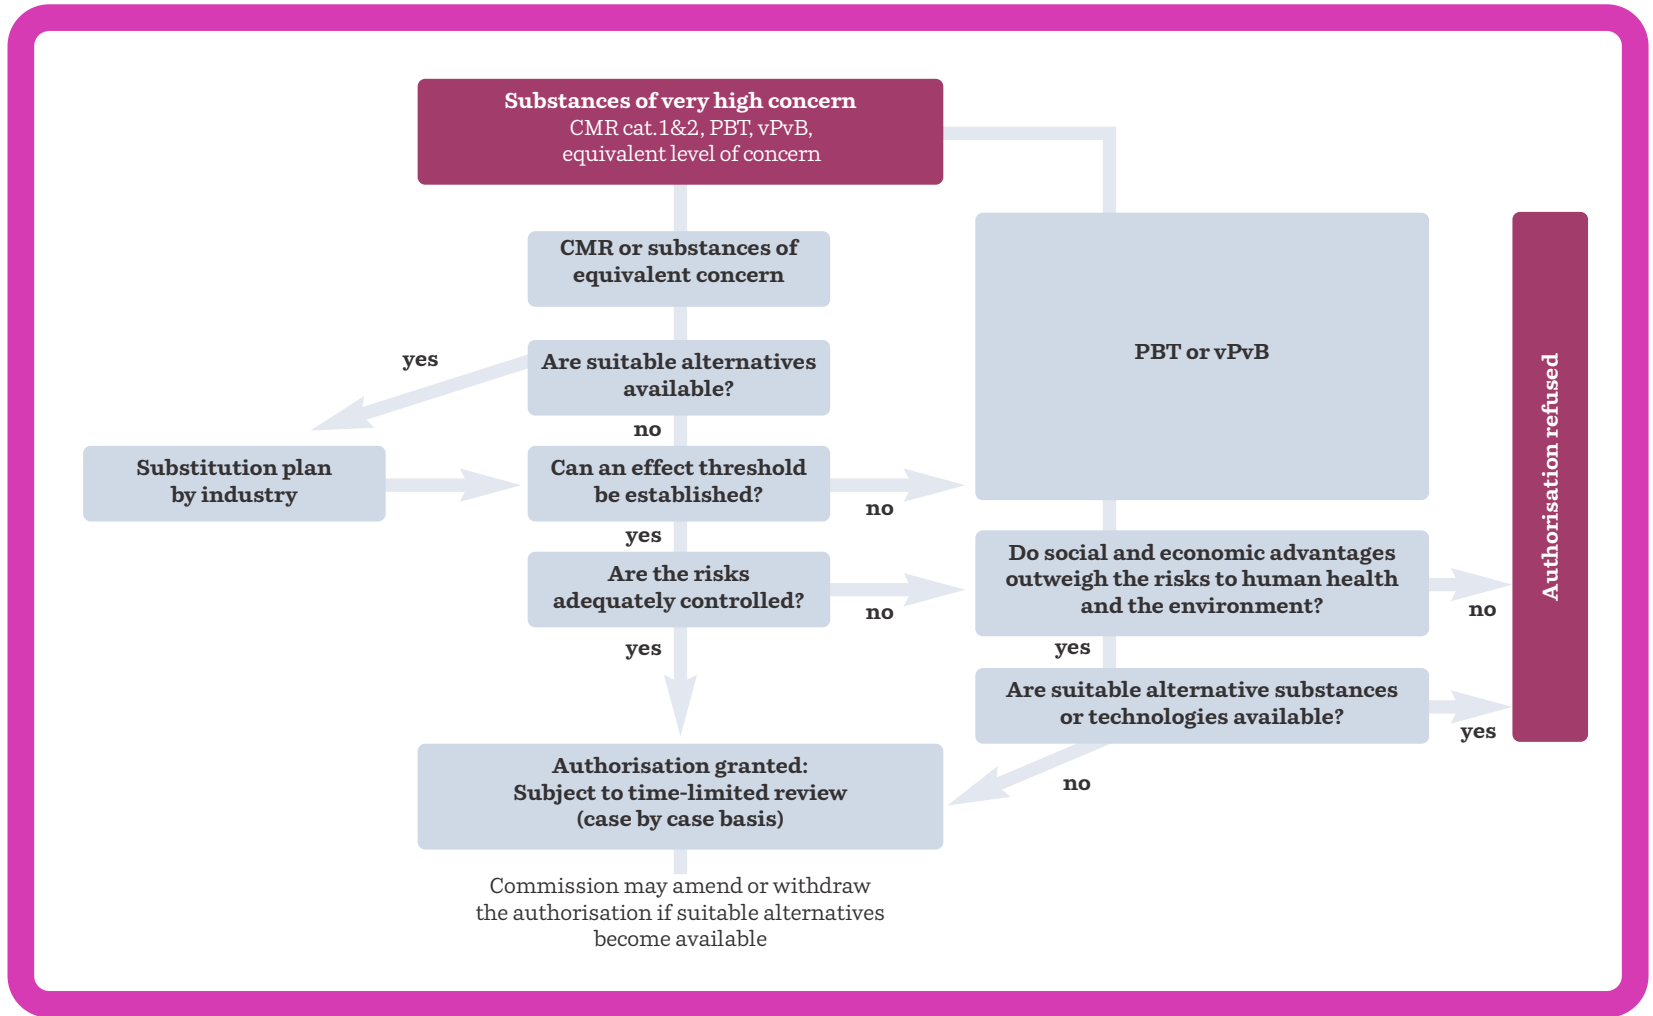 Substances of very high concern
CMR cat.1&2, PBT, vPvB,
equivalent level of concern
CMR or substances of
equivalent concern
yes
Are suitable alternatives
available?
no
Substitution plan
by industry
Can an effect threshold
be established?
no
yes
Are the risks
adequately controlled?
no
yes
PBT or vPvB
Do social and economic advantages
outweigh the risks to human health
and the environment?
no
yes
Are suitable alternative substances
or technologies available?
yes
no
Authorisation refused
Authorisation granted:
Subject to time-limited review
(case by case basis)
Commission may amend or withdraw
the authorisation if suitable alternatives
become available